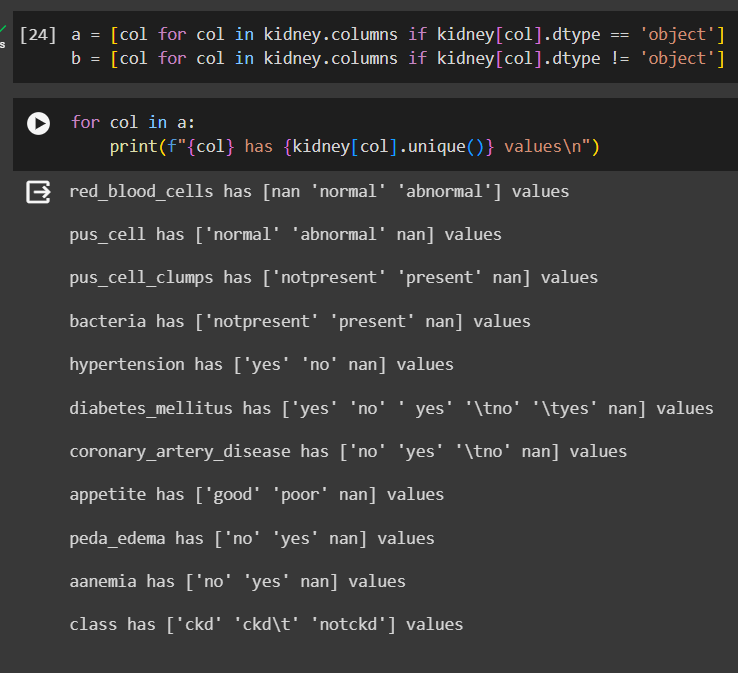 [24] a = [col for col in kidney.columns if kidney[col].dtype == 'object']
b = [col for col in kidney.columns if kidney[col].dtype != 'object']
s
for col in a:
print(f"{col} has {kidney[col].unique()} values\n")
red_blood_cells has [nan 'normal' 'abnormal'] values
pus_cell has ['normal' 'abnormal' nan] values
pus_cell_clumps has ['notpresent' 'present' nan] values
bacteria has ['notpresent' 'present' nan] values
hypertension has ['yes' 'no' nan] values
diabetes_mellitus has ['yes' 'no' ' yes' '\tno' '\tyes' nan] values
coronary_artery_disease has ['no' 'yes' '\tno' nan] values
appetite has ['good' 'poor' nan] values
peda_edema has ['no' 'yes' nan] values
aanemia has ['no' 'yes' nan] values
class has ['ckd' 'ckd\t' 'notckd'] values